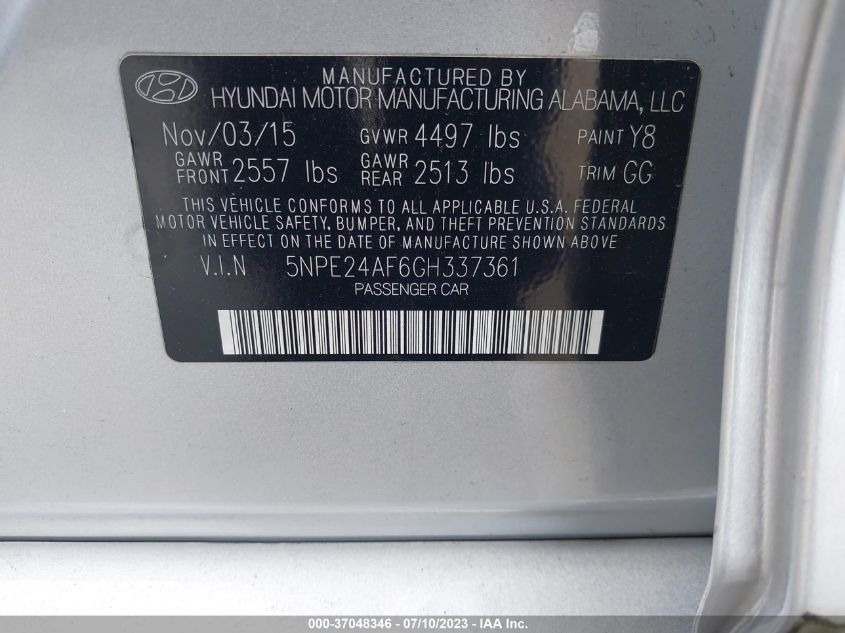 MANUFACTURED BY
HYUNDAI MOTOR MANUFACTURING ALABAMA, LLC
Nov/03/15 GVWR 4497 lbs PAINT Y8
GAWR FRONT 2557 lbs GAWR REAR 2513 lbs TRIM GG
THIS VEHICLE CONFORMS TO ALL APPLICABLE U.S.A. FEDERAL
MOTOR VEHICLE SAFETY, BUMPER, AND THEFT PREVENTION STANDARDS
IN EFFECT ON THE DATE OF MANUFACTURE SHOWN ABOVE
V.I.N 5NPE24AF6GH337361
PASSENGER CAR
000-37048346 - 07/10/2023 - IAA Inc.